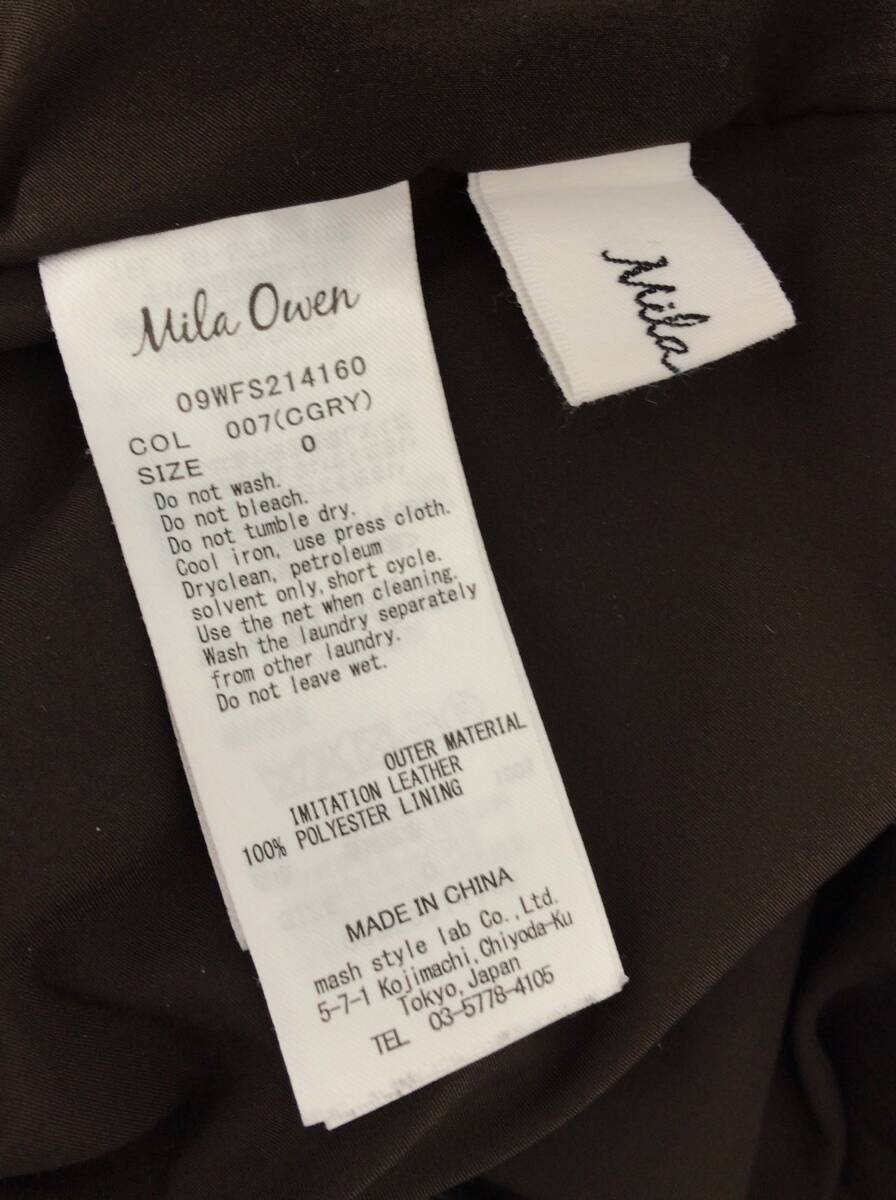 Mila Owen
09WFS214160
COL 007(CGRY)
SIZE 0
Do not wash.
Do not bleach.
Do not tumble dry.
Cool iron, use press cloth.
Dryclean, petroleum
solvent only, short cycle.
Use the net when cleaning.
Wash the laundry separately
from other laundry.
Do not leave wet.
OUTER MATERIAL
IMITATION LEATHER
100% POLYESTER LINING
MADE IN CHINA
mash style lab Co.,Ltd.
5-7-1 Kojimachi,Chiyoda-Ku
Tokyo,Japan
TEL 03-5778-4105
Mila